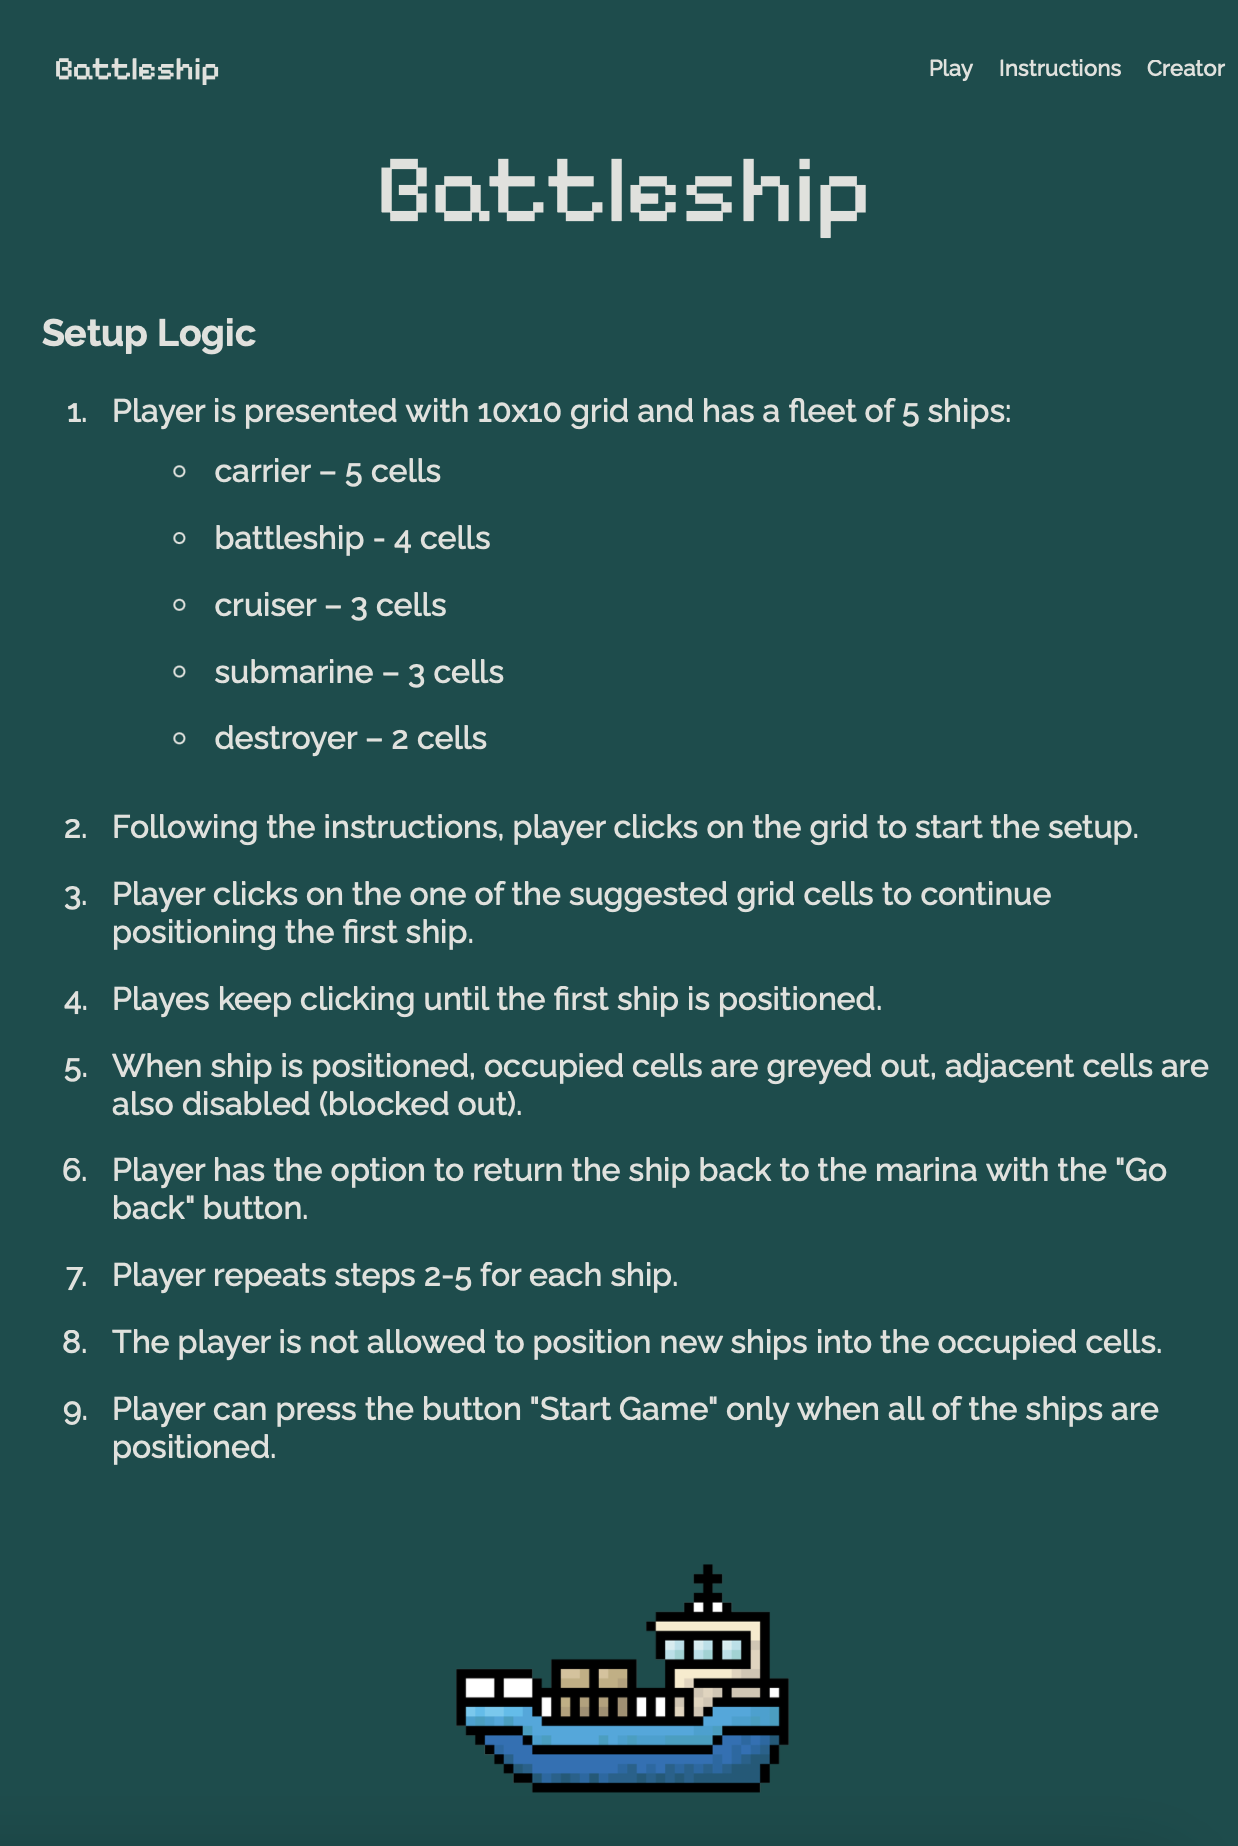 Battleship
Play Instructions Creator
Battleship
Setup Logic
1. Player is presented with 10x10 grid and has a fleet of 5 ships:
carrier – 5 cells
battleship - 4 cells
cruiser – 3 cells
submarine – 3 cells
destroyer – 2 cells
2. Following the instructions, player clicks on the grid to start the setup.
3. Player clicks on the one of the suggested grid cells to continue
positioning the first ship.
4. Playes keep clicking until the first ship is positioned.
5. When ship is positioned, occupied cells are greyed out, adjacent cells are
also disabled (blocked out).
6. Player has the option to return the ship back to the marina with the "Go
back" button.
7. Player repeats steps 2-5 for each ship.
8. The player is not allowed to position new ships into the occupied cells.
9. Player can press the button "Start Game" only when all of the ships are
positioned.